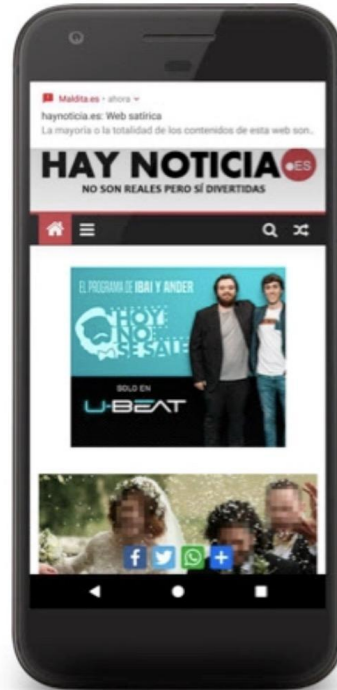 Maldita.es · ahora
haynoticia.es: Web satírica
La mayoría o la totalidad de los contenidos de esta web son..
HAY NOTICIA .ES
NO SON REALES PERO SÍ DIVERTIDAS
EL PROGRAMA DE IBAI Y ANDER
HOY
NO
SE SALE
SOLO EN
U-BEAT